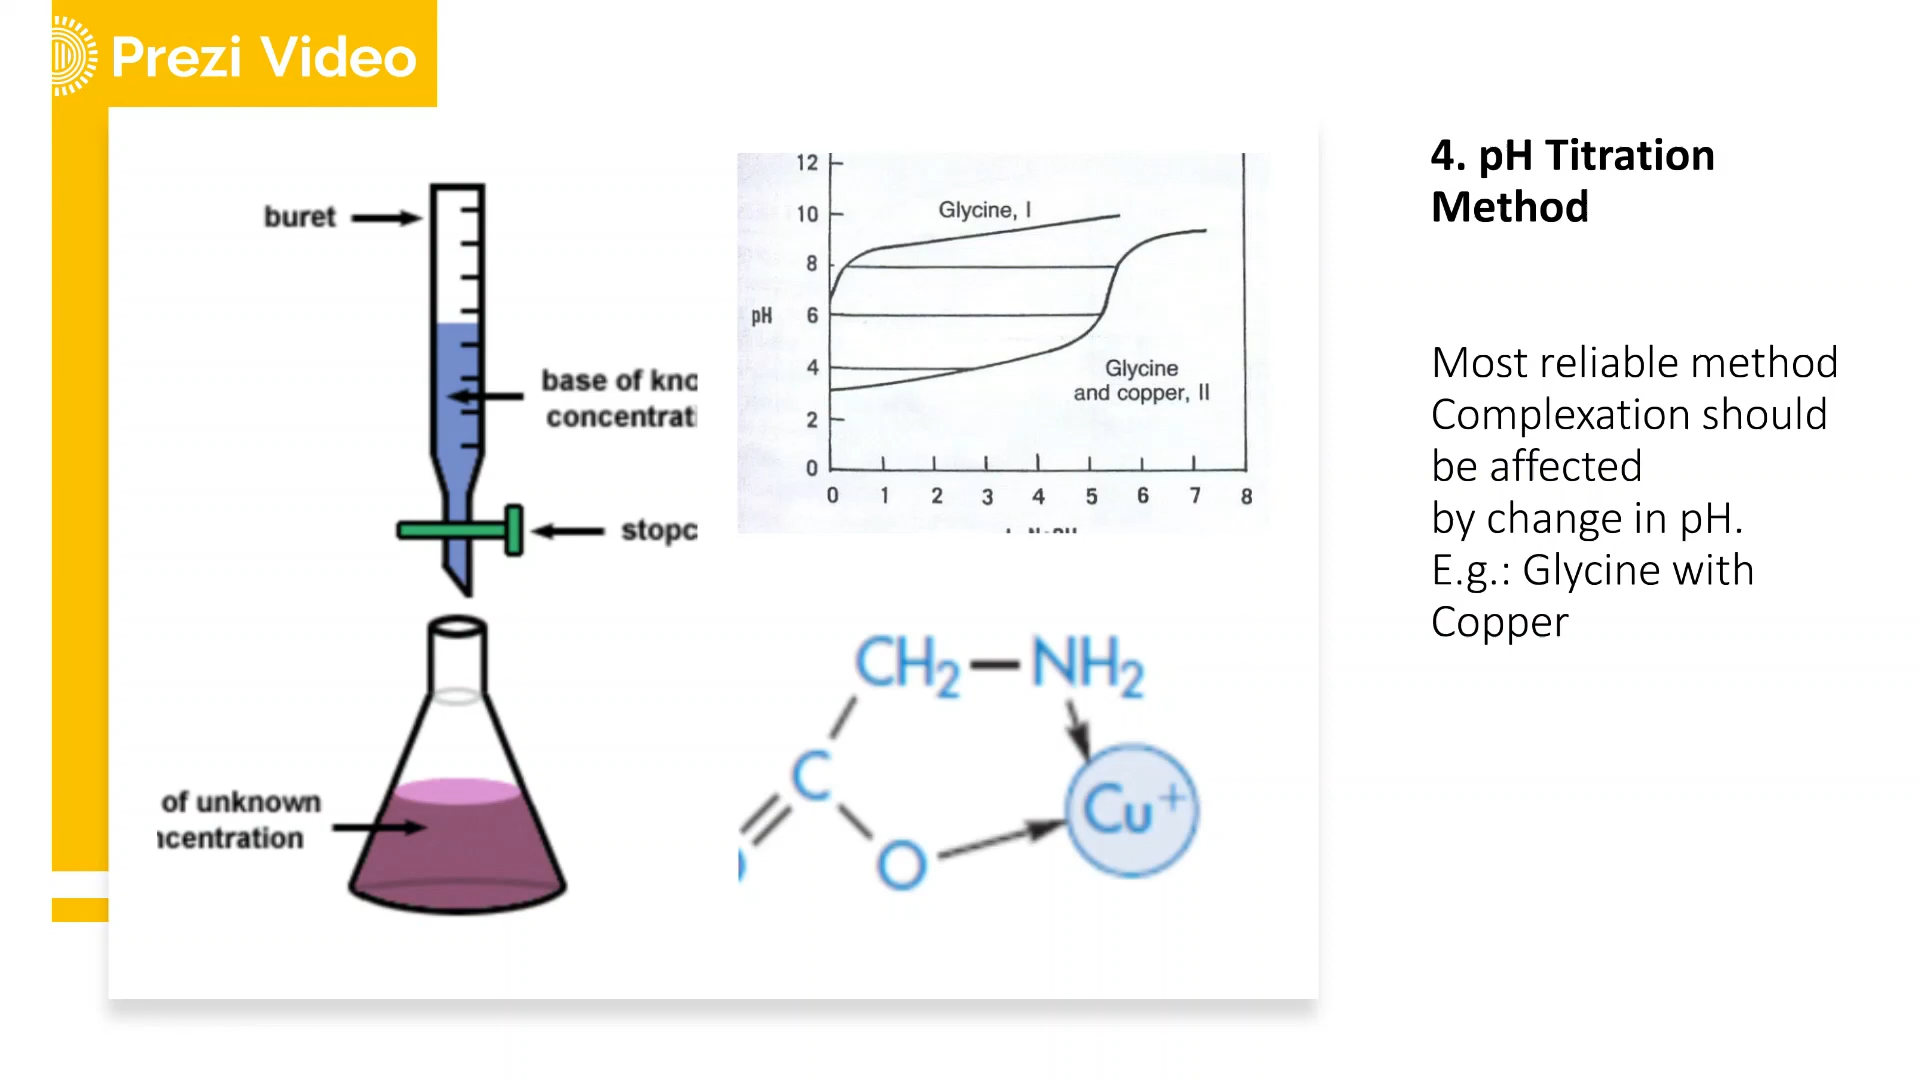 Prezi Video
4. pH Titration
Method
Most reliable method
Complexation should
be affected
by change in pH.
E.g.: Glycine with
Copper
buret
base of kno
concentrat
stopc
of unknown
ncentration
12
10
8
6
4
2
0
pH
Glycine, I
Glycine
and copper, II
0 1 2 3 4 5 6 7 8
CH2 — NH2
C
O
Cu+